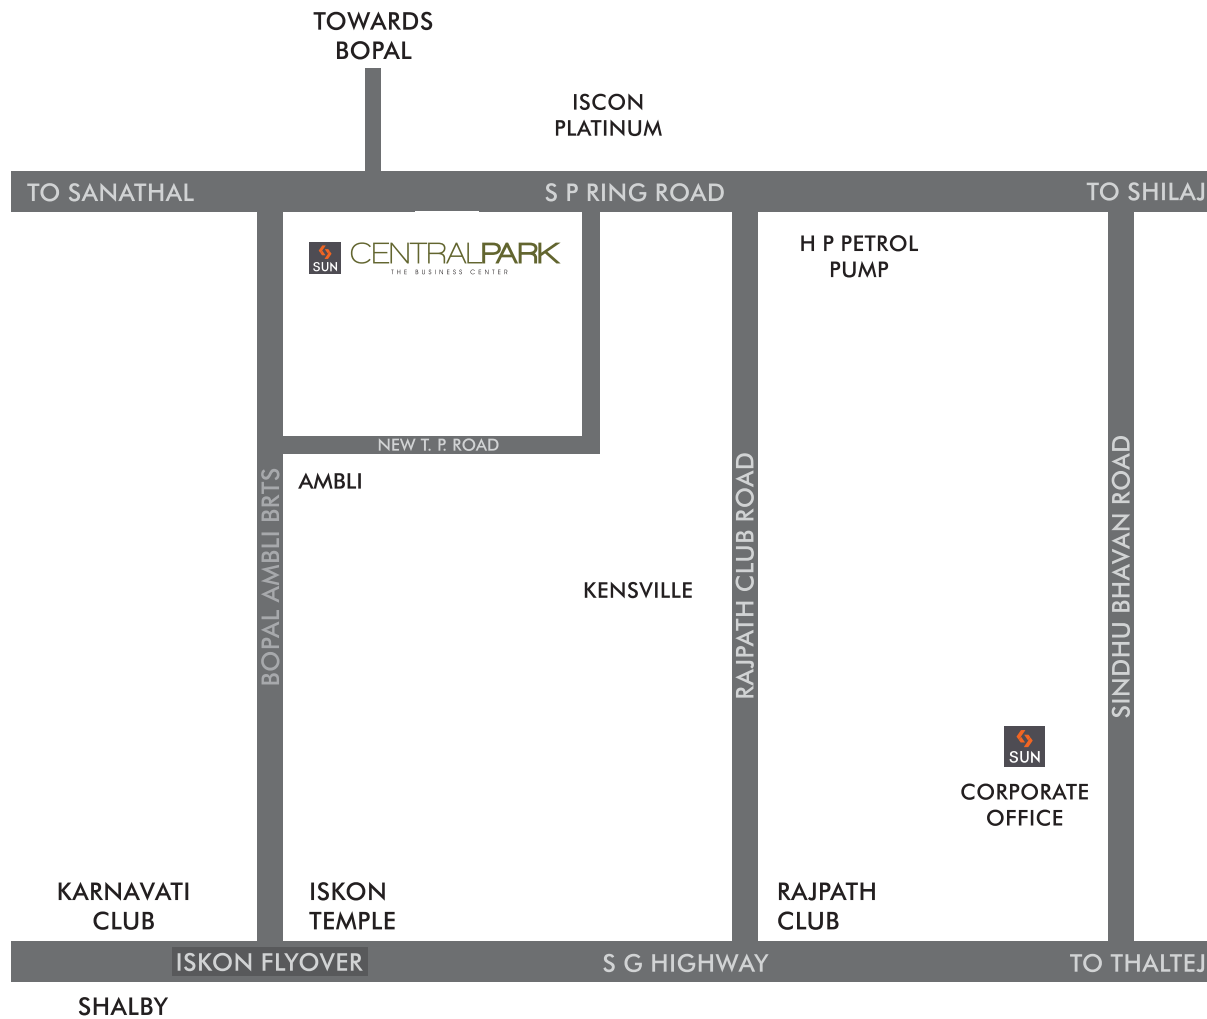 TOWARDS
BOPAL
ISCON
PLATINUM
TO SANATHAL
S P RING ROAD
TO SHILAJ
SUN
CENTRALPARK
THE BUSINESS CENTER
H P PETROL
PUMP
NEW T. P. ROAD
AMBLI
BOPAL AMBLI BRTS
RAJPATH CLUB ROAD
SINDHU BHAVAN ROAD
KENSVILLE
SUN
CORPORATE
OFFICE
KARNAVATI
CLUB
ISKON
TEMPLE
RAJPATH
CLUB
ISKON FLYOVER
S G HIGHWAY
TO THALTEJ
SHALBY